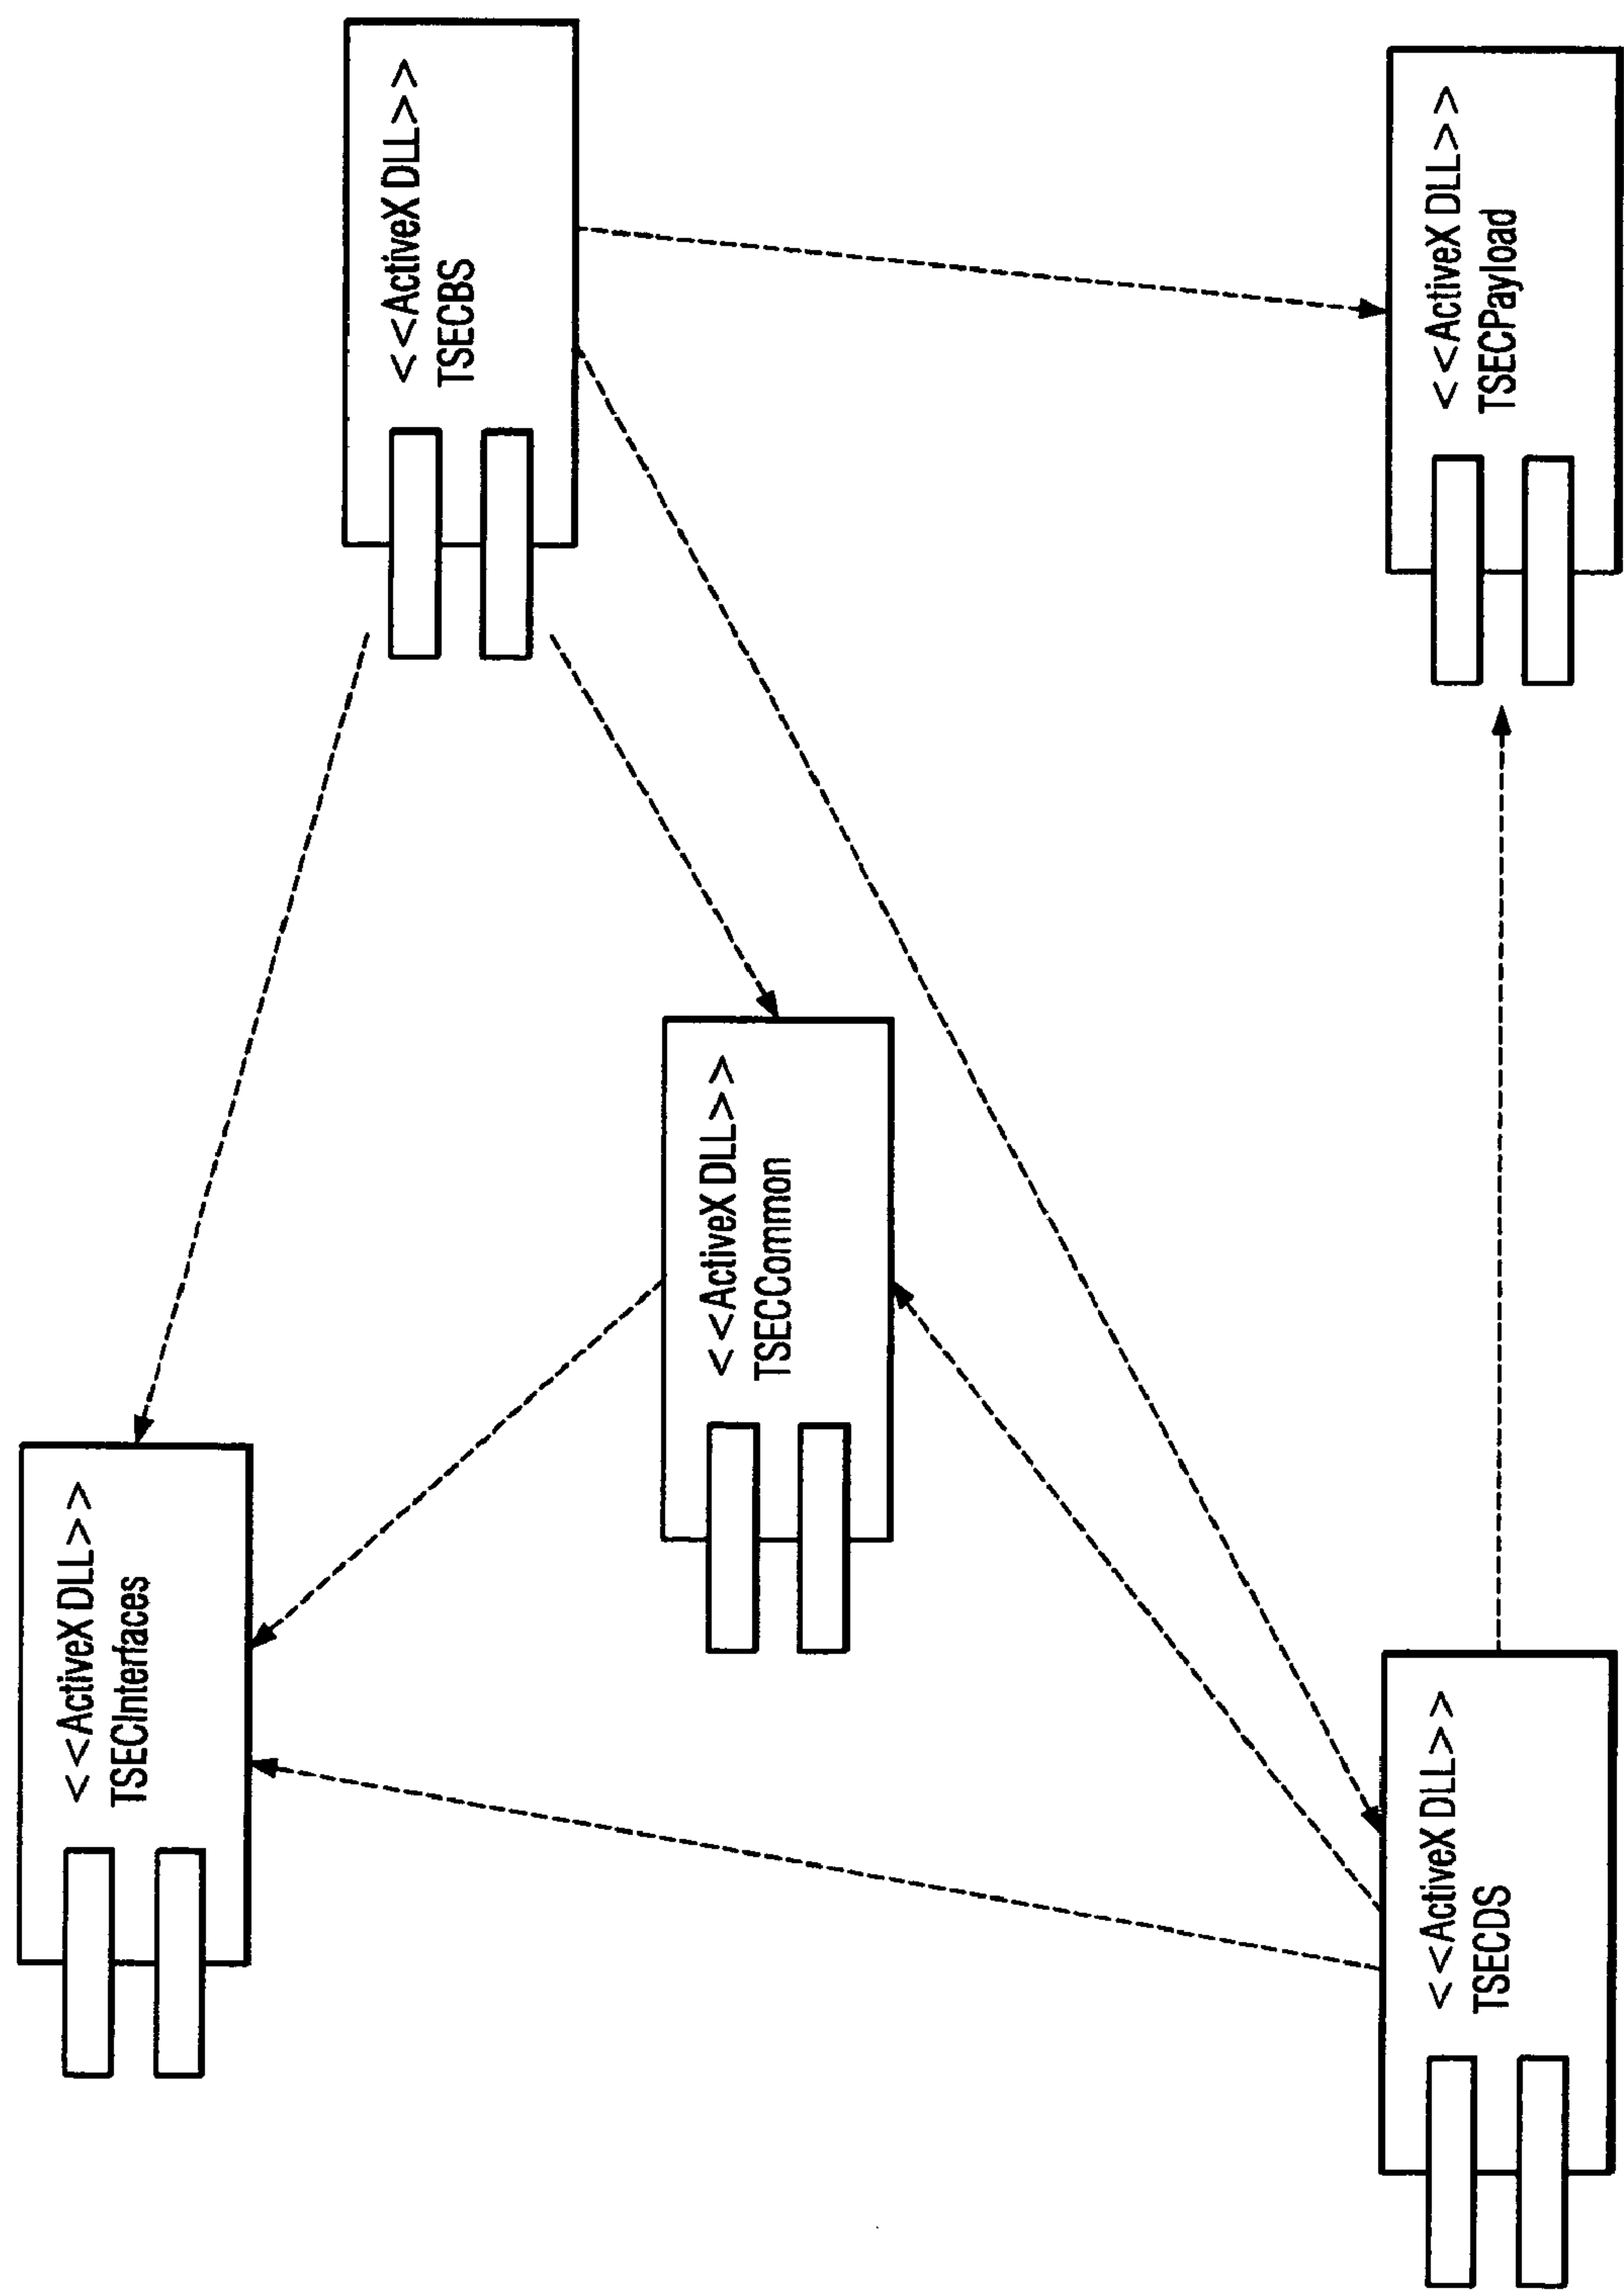 <<ActiveX DLL>>
TSECInterfaces
<<ActiveX DLL>>
TSECBS
<<ActiveX DLL>>
TSECCommon
<<ActiveX DLL>>
TSECDS
<<ActiveX DLL>>
TSECPayload